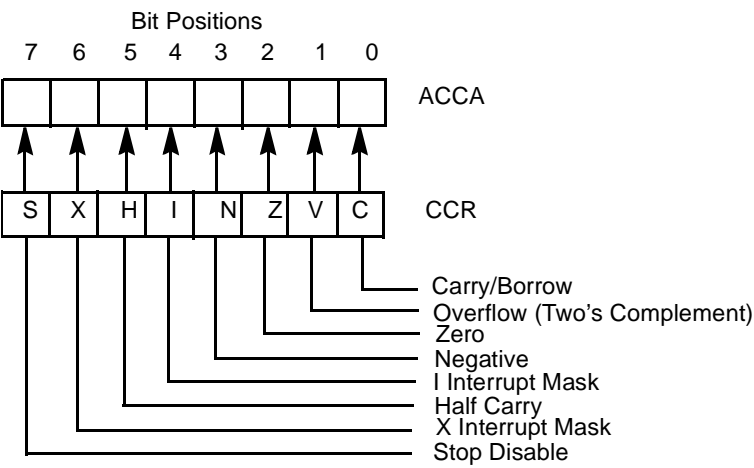 Bit Positions
7 6 5 4 3 2 1 0
ACCA
S X H I N Z V C CCR
Carry/Borrow
Overflow (Two's Complement)
Zero
Negative
I Interrupt Mask
Half Carry
X Interrupt Mask
Stop Disable